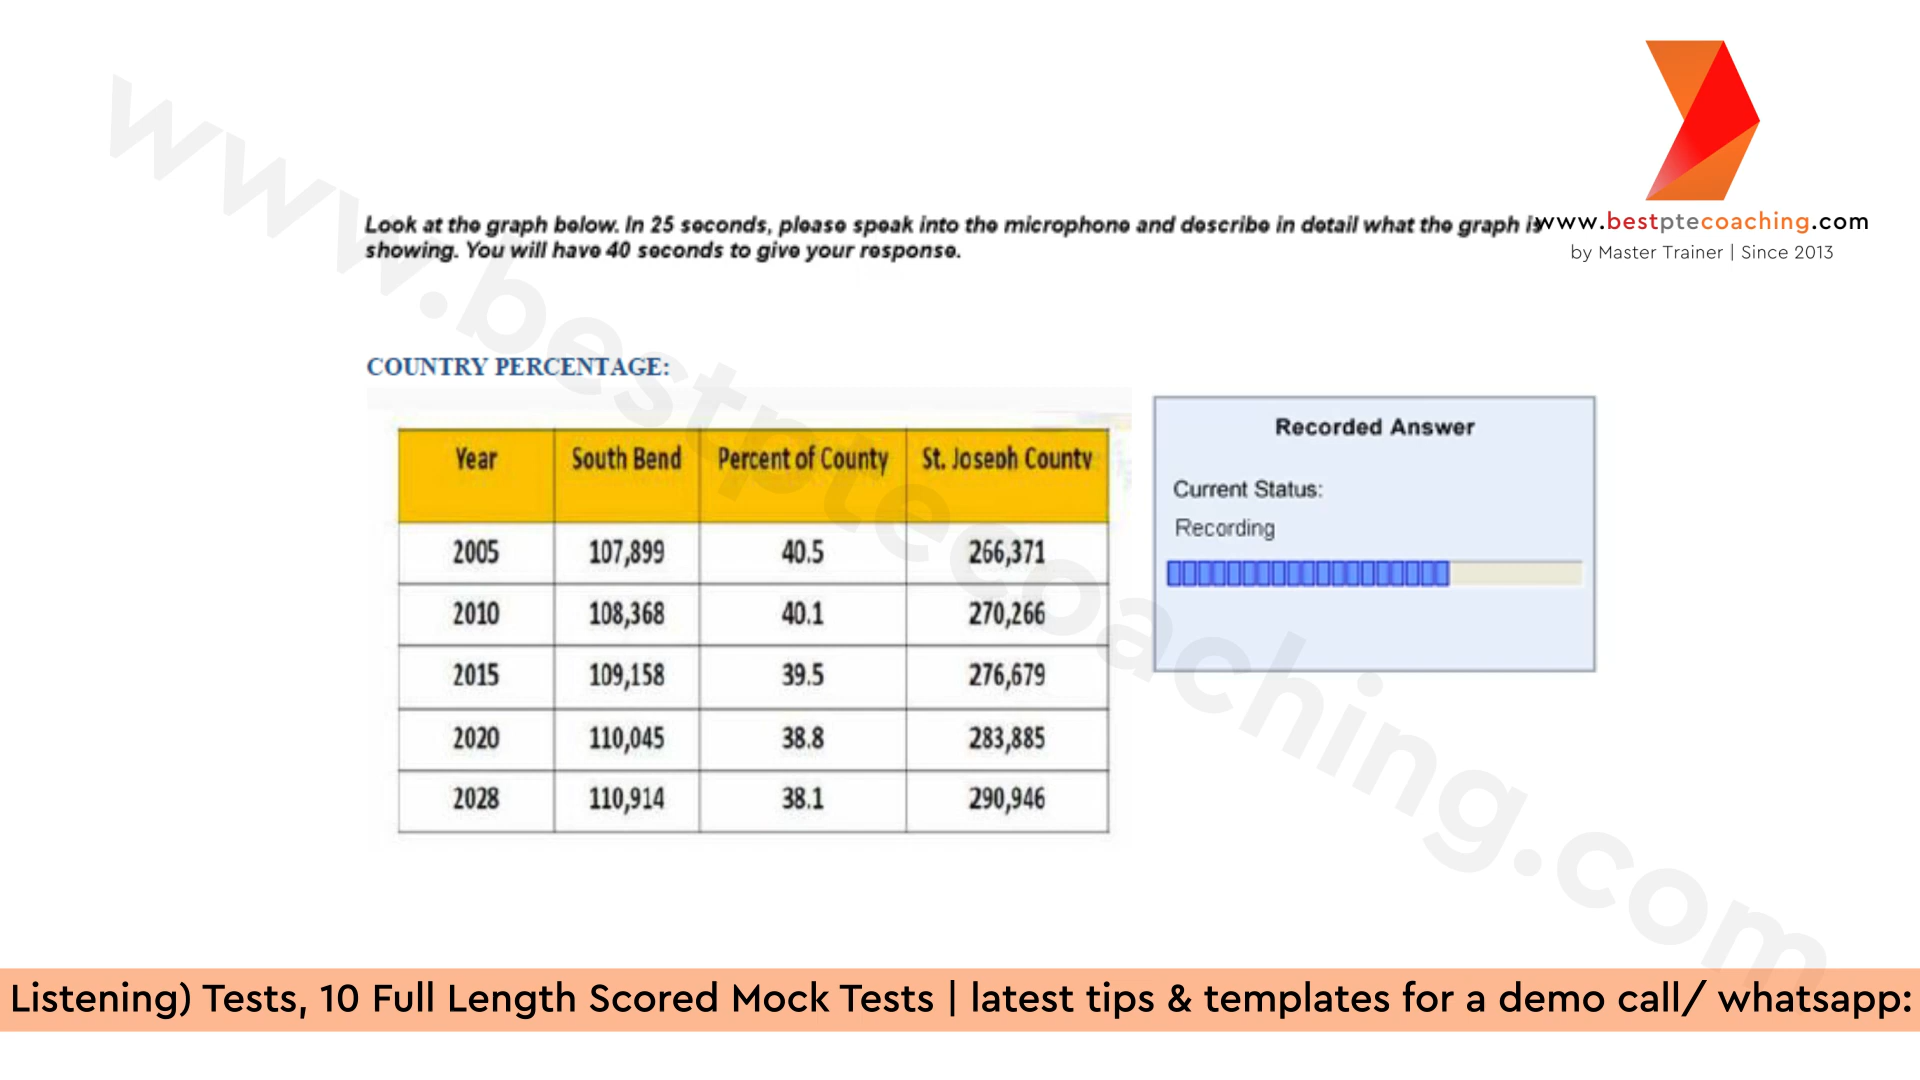 www.bestptecoaching.com
Look at the graph below. In 25 seconds, please speak into the microphone and describe in detail what the graph is
showing. You will have 40 seconds to give your response.
www.bestptecoaching.com
by Master Trainer | Since 2013
COUNTRY PERCENTAGE:
Year South Bend Percent of County St. Joseph County
2005 107,899 40.5 266,371
2010 108,368 40.1 270,266
2015 109,158 39.5 276,679
2020 110,045 38.8 283,885
2028 110,914 38.1 290,946
Recorded Answer
Current Status:
Recording
Listening) Tests, 10 Full Length Scored Mock Tests | latest tips & templates for a demo call/ whatsapp: